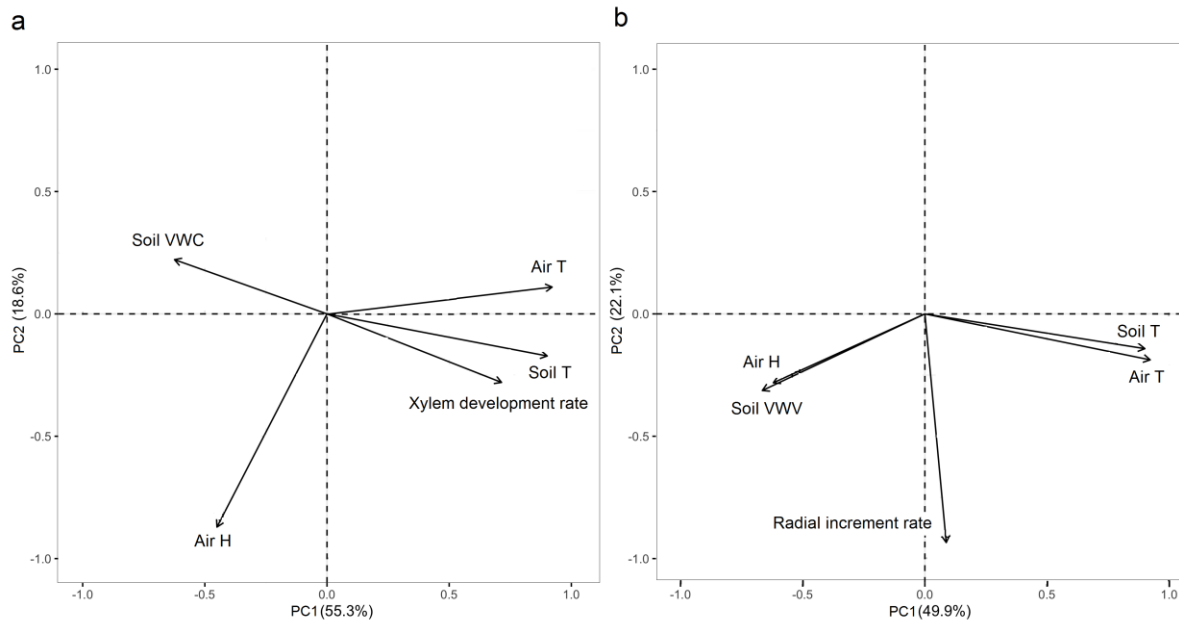 a
1.0
0.5
0.0
-0.5
-1.0
PC2 (18.6%)
Soil VWC
Air T
Soil T
Xylem development rate
Air H
-1.0
-0.5
0.0
0.5
1.0
PC1(55.3%)
b
1.0
0.5
0.0
-0.5
-1.0
PC2 (22.1%)
Soil T
Air H
Air T
Soil VWV
Radial increment rate
-1.0
-0.5
0.0
0.5
1.0
PC1(49.9%)